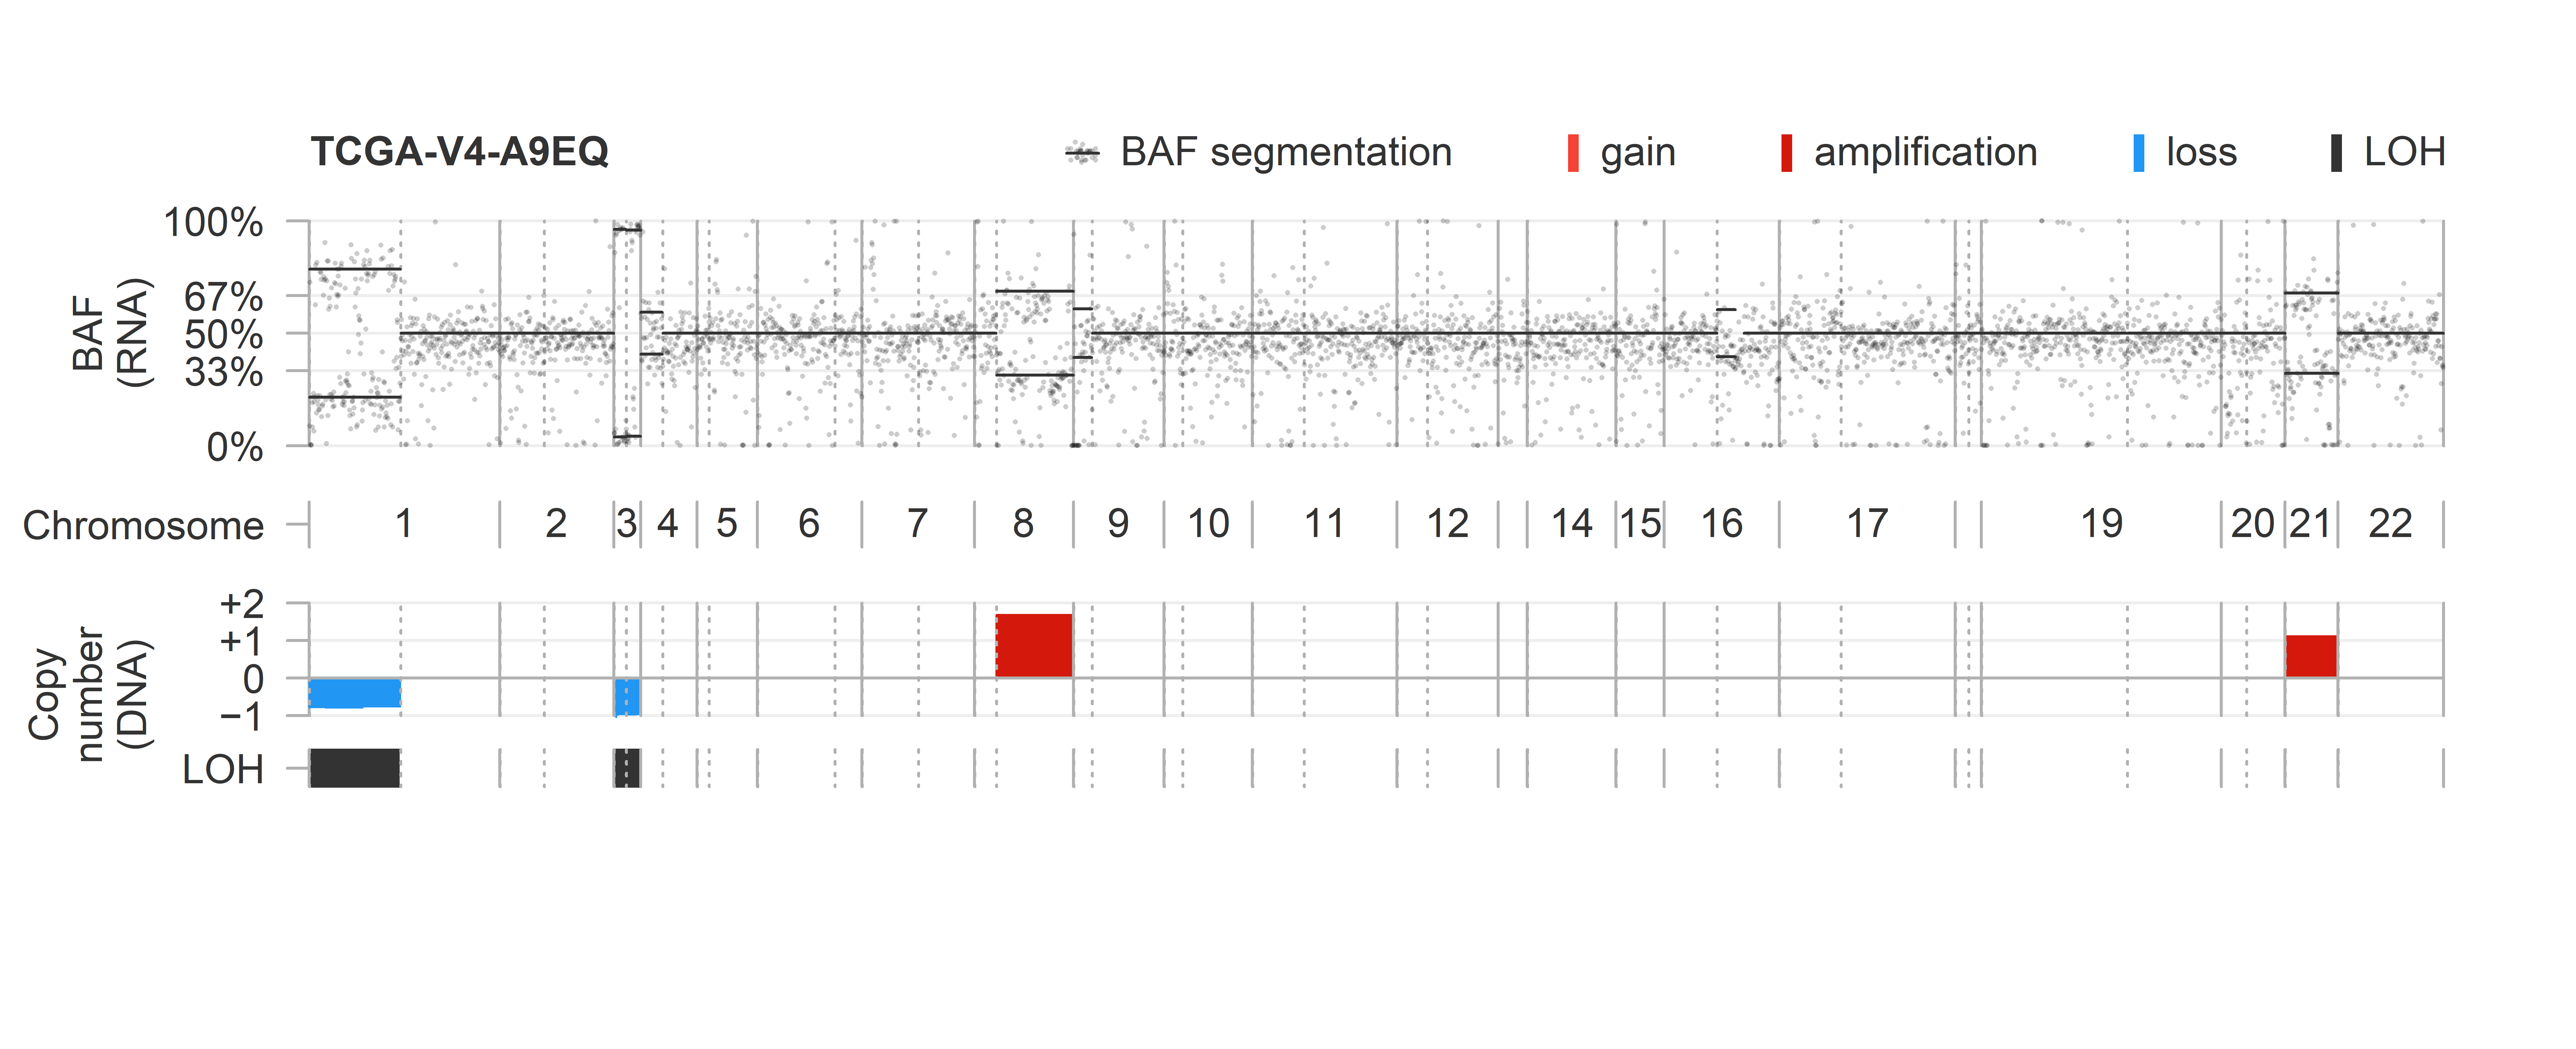 TCGA-V4-A9EQ
BAF segmentation gain amplification loss LOH
BAF
(RNA)
100%
67%
50%
33%
0%
Chromosome 1 2 3 4 5 6 7 8 9 10 11 12 14 15 16 17 19 20 21 22
Copy
number
(DNA)
+2
+1
0
−1
LOH